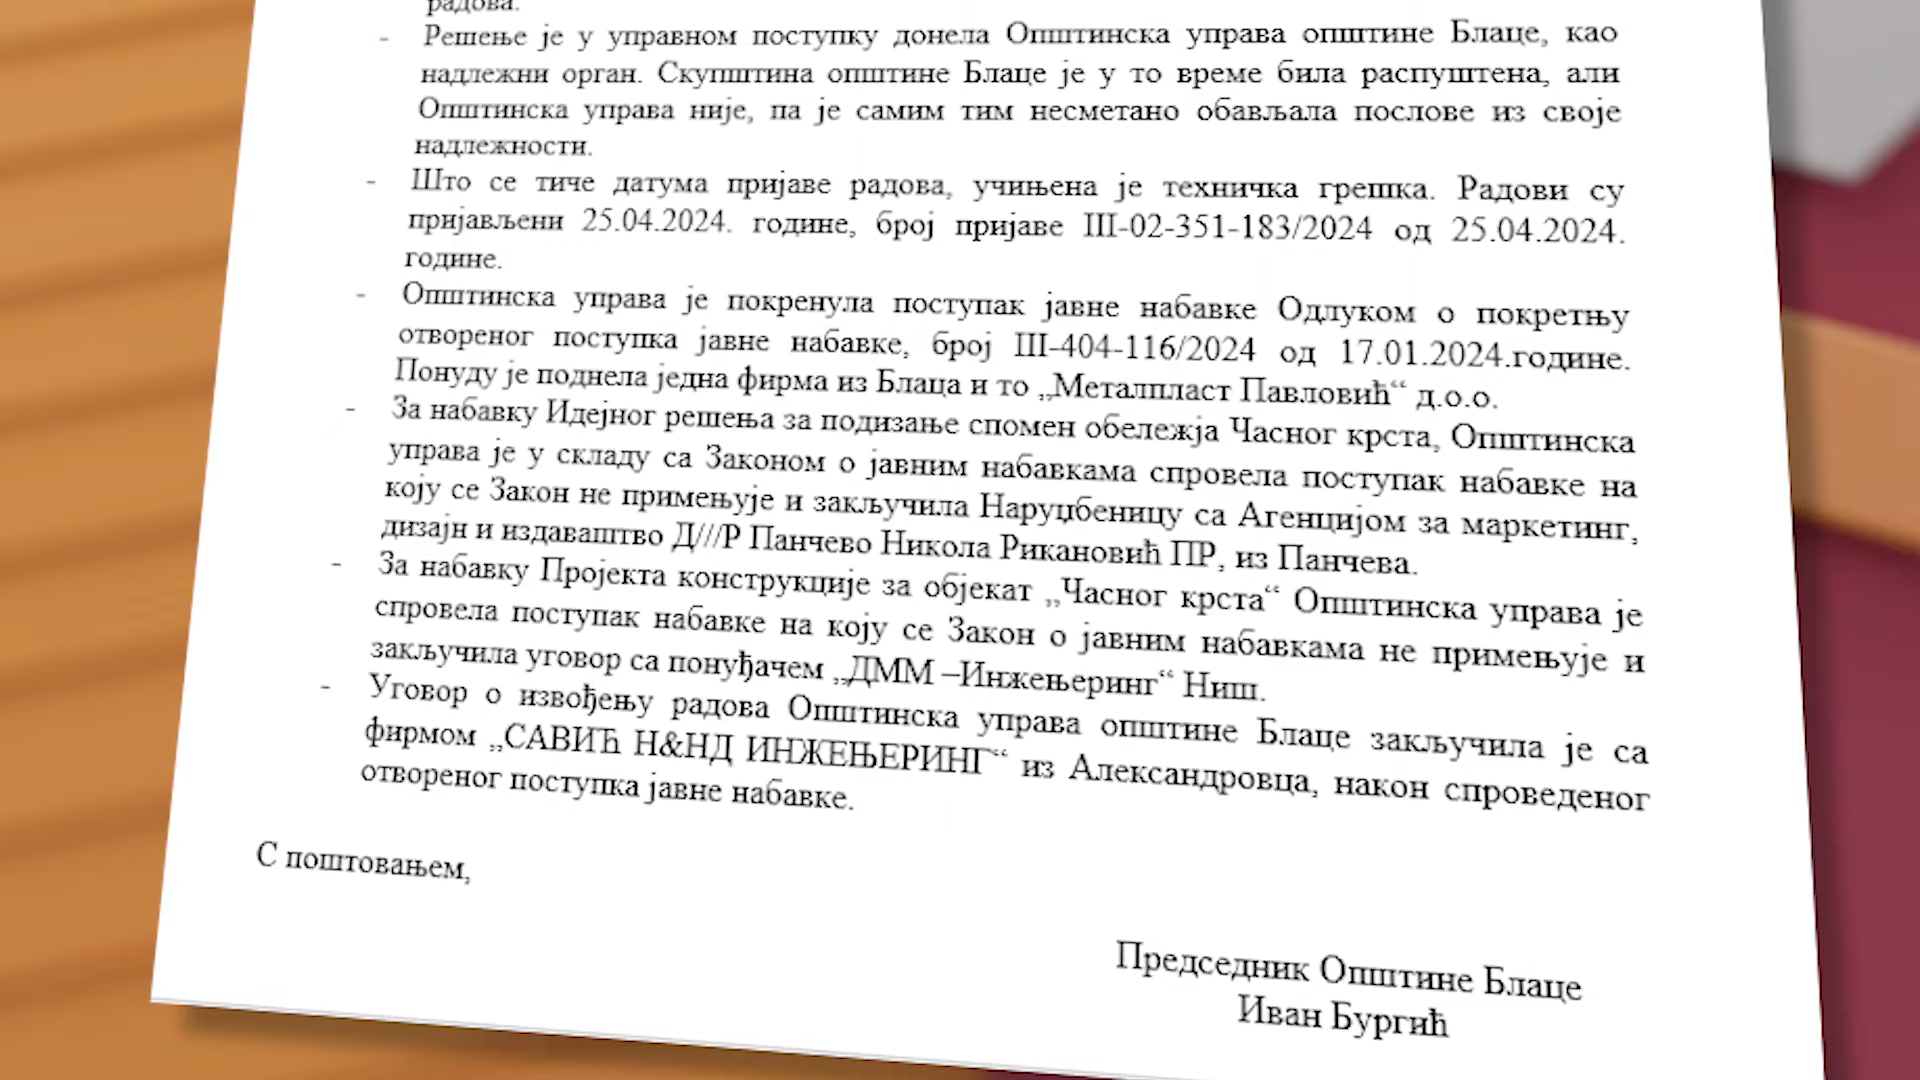 радова.
- Решење је у управном поступку донела Општинска управа општине Блаце, као
надлежни орган. Скупштина општине Блаце је у то време била распуштена, али
Општинска управа није, па је самим тим несметано обављала послове из своје
надлежности.
- Што се тиче датума пријаве радова, учињена је техничка грешка. Радови су
пријављени 25.04.2024. године, број пријаве III-02-351-183/2024 од 25.04.2024.
године.
- Општинска управа је покренула поступак јавне набавке Одлуком о покретњу
отвореног поступка јавне набавке, број III-404-116/2024 од 17.01.2024.године.
Понуду је поднела једна фирма из Блаца и то „Металпласт Павловић“ д.о.о.
- За набавку Идејног решења за подизање спомен обележја Часног крста, Општинска
управа је у складу са Законом о јавним набавкама спровела поступак набавке на
коју се Закон не примењује и закључила Наруџбеницу са Агенцијом за маркетинг,
дизајн и издаваштво Д///Р Панчево Никола Рикановић ПР, из Панчева.
- За набавку Пројекта конструкције за објекат „Часног крста“ Општинска управа је
спровела поступак набавке на коју се Закон о јавним набавкама не примењује и
закључила уговор са понуђачем „ДММ –Инжењеринг“ Ниш.
- Уговор о извођењу радова Општинска управа општине Блаце закључила је са
фирмом „САВИЋ Н&НД ИНЖЕЊЕРИНГ“ из Александровца, након спроведеног
отвореног поступка јавне набавке.
С поштовањем,
Председник Општине Блаце
Иван Бургић